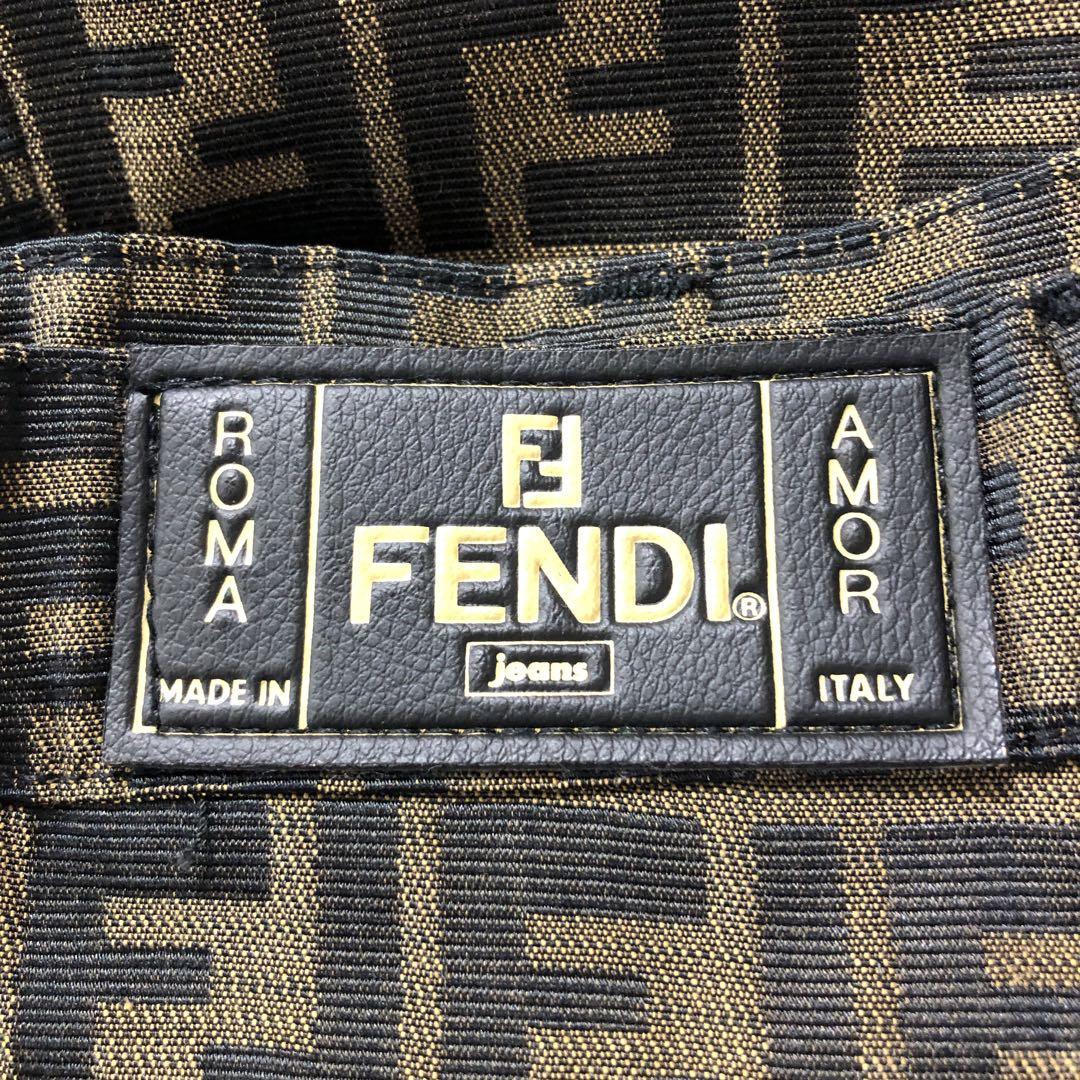 ROMA
MADE IN
FF
FENDI®
jeans
AMOR
ITALY